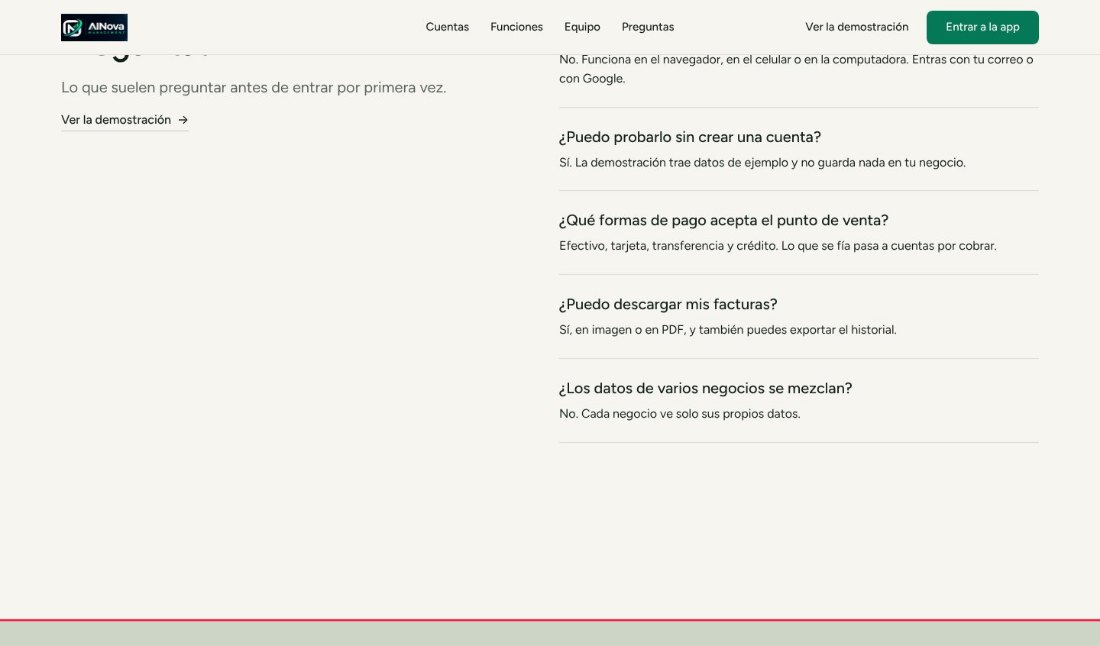 AINova
MANAGEMENT
Cuentas
Funciones
Equipo
Preguntas
Ver la demostración
Entrar a la app
Lo que suelen preguntar antes de entrar por primera vez.
Ver la demostración →
No. Funciona en el navegador, en el celular o en la computadora. Entras con tu correo o
con Google.
¿Puedo probarlo sin crear una cuenta?
Sí. La demostración trae datos de ejemplo y no guarda nada en tu negocio.
¿Qué formas de pago acepta el punto de venta?
Efectivo, tarjeta, transferencia y crédito. Lo que se fía pasa a cuentas por cobrar.
¿Puedo descargar mis facturas?
Sí, en imagen o en PDF, y también puedes exportar el historial.
¿Los datos de varios negocios se mezclan?
No. Cada negocio ve solo sus propios datos.